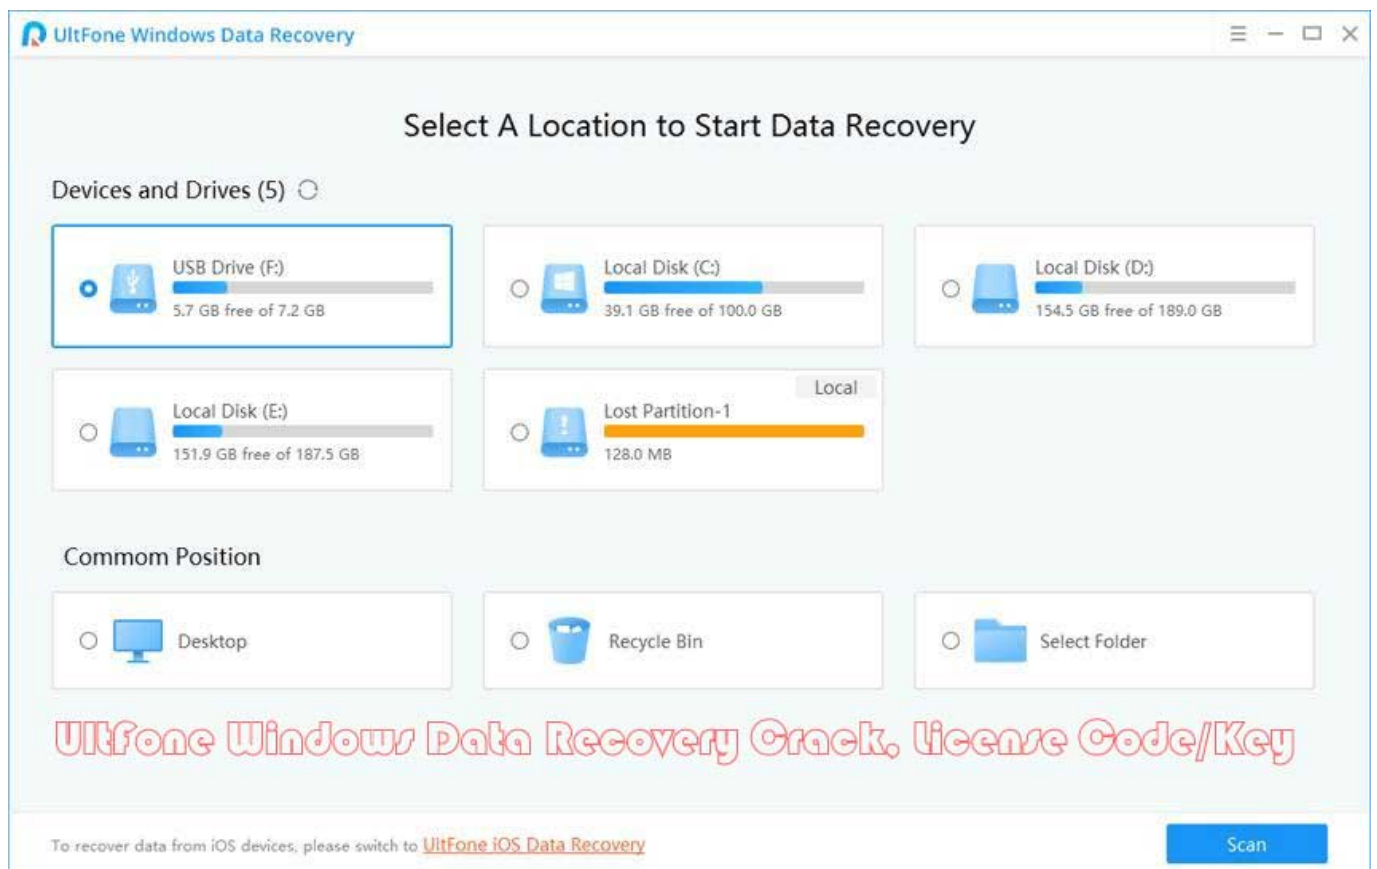 UltFone Windows Data Recovery
Select A Location to Start Data Recovery
Devices and Drives (5)
USB Drive (F:)
5.7 GB free of 7.2 GB
Local Disk (C:)
39.1 GB free of 100.0 GB
Local Disk (D:)
154.5 GB free of 189.0 GB
Local Disk (E:)
151.9 GB free of 187.5 GB
Local
Lost Partition-1
128.0 MB
Commom Position
Desktop
Recycle Bin
Select Folder
UltFone Windows Data Recovery Crack, License Code/Key
To recover data from iOS devices, please switch to UltFone iOS Data Recovery
Scan